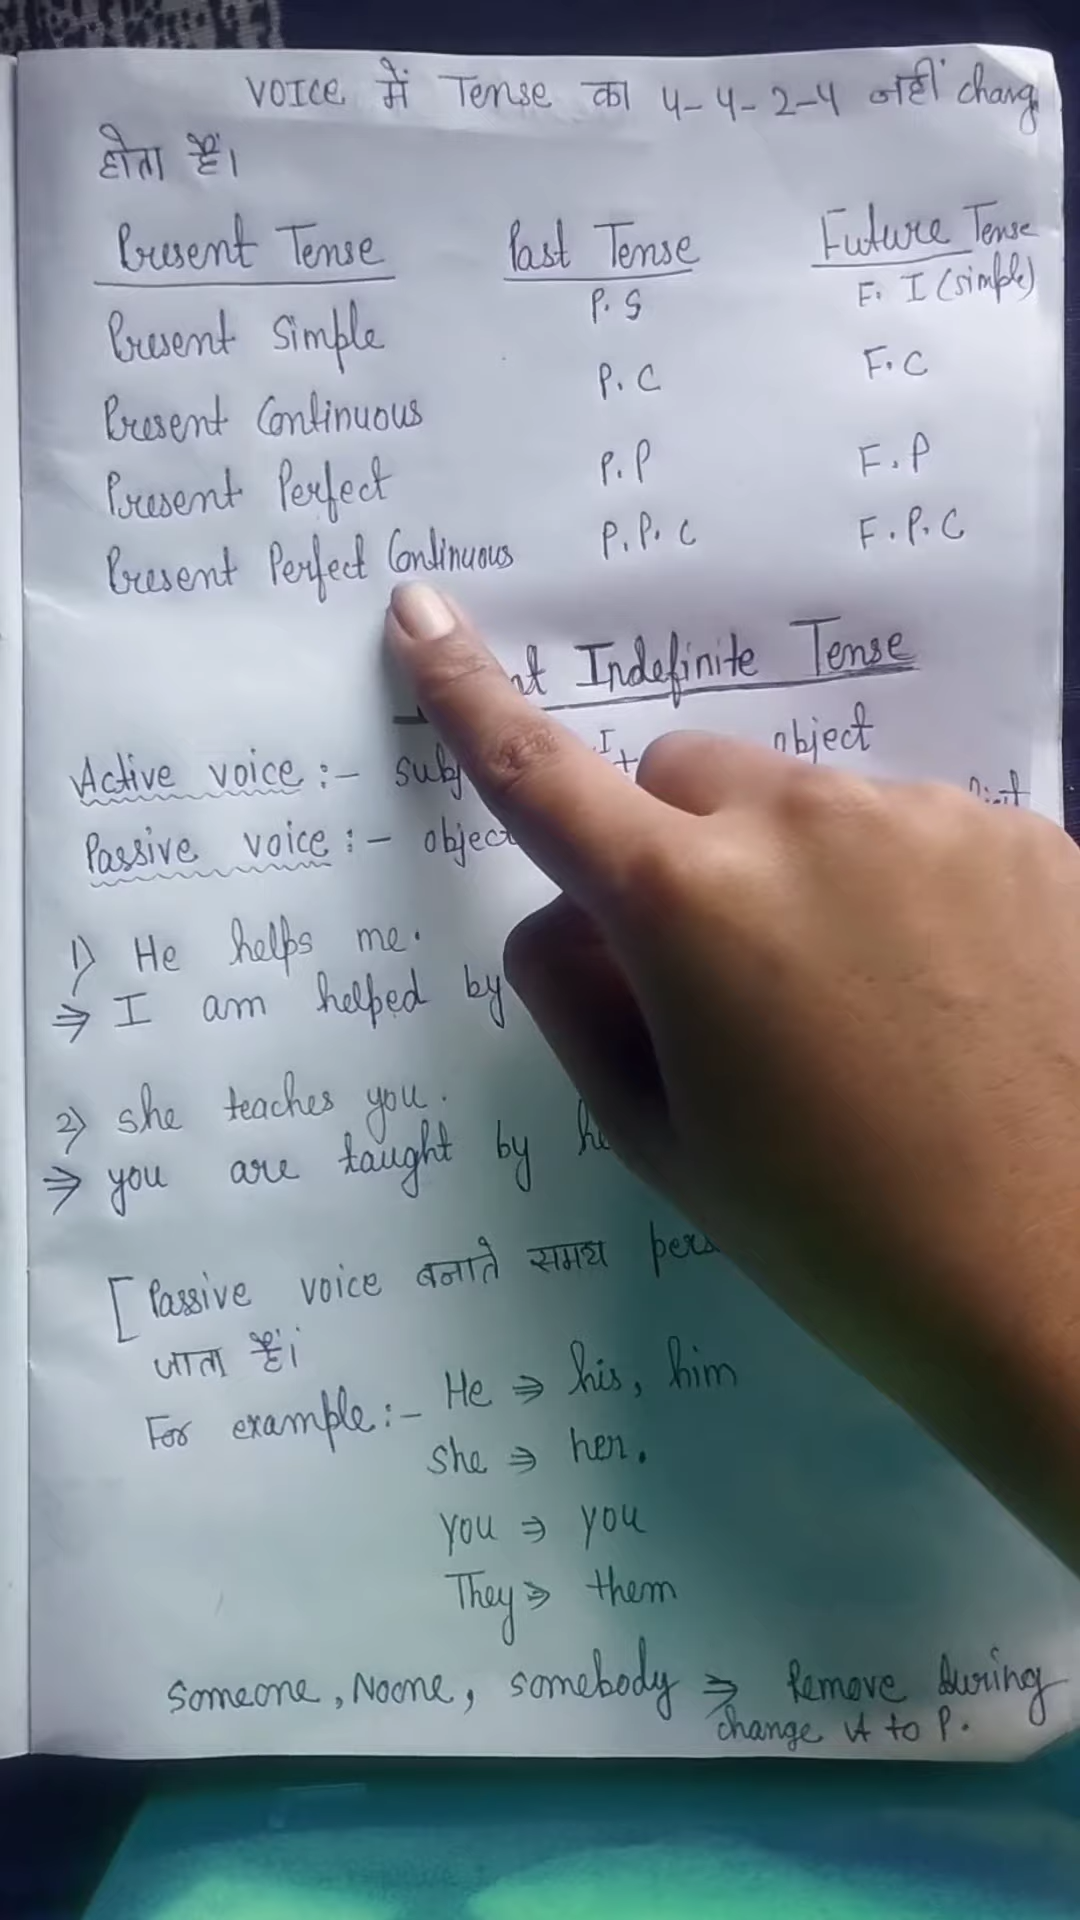 VOICE में Tense का 4-4-2-4 नहीं chang
होता हैं।
Present Tense Past Tense Future Tense
Present Simple P. S F. I (simple)
Present Continuous P. C F. C
Present Perfect P. P F. P
Present Perfect Continuous P. P. C F. P. C
Indefinite Tense
Active voice :- subj + object
Passive voice :- object
1) He helps me.
⇒ I am helped by
2) she teaches you.
⇒ you are taught by
[Passive voice बनाते समय
जाता हैं।
For example :- He ⇒ his, him
she ⇒ her.
you ⇒ you
They ⇒ them
Someone, Noone, somebody ⇒ Remove during
change A to P.